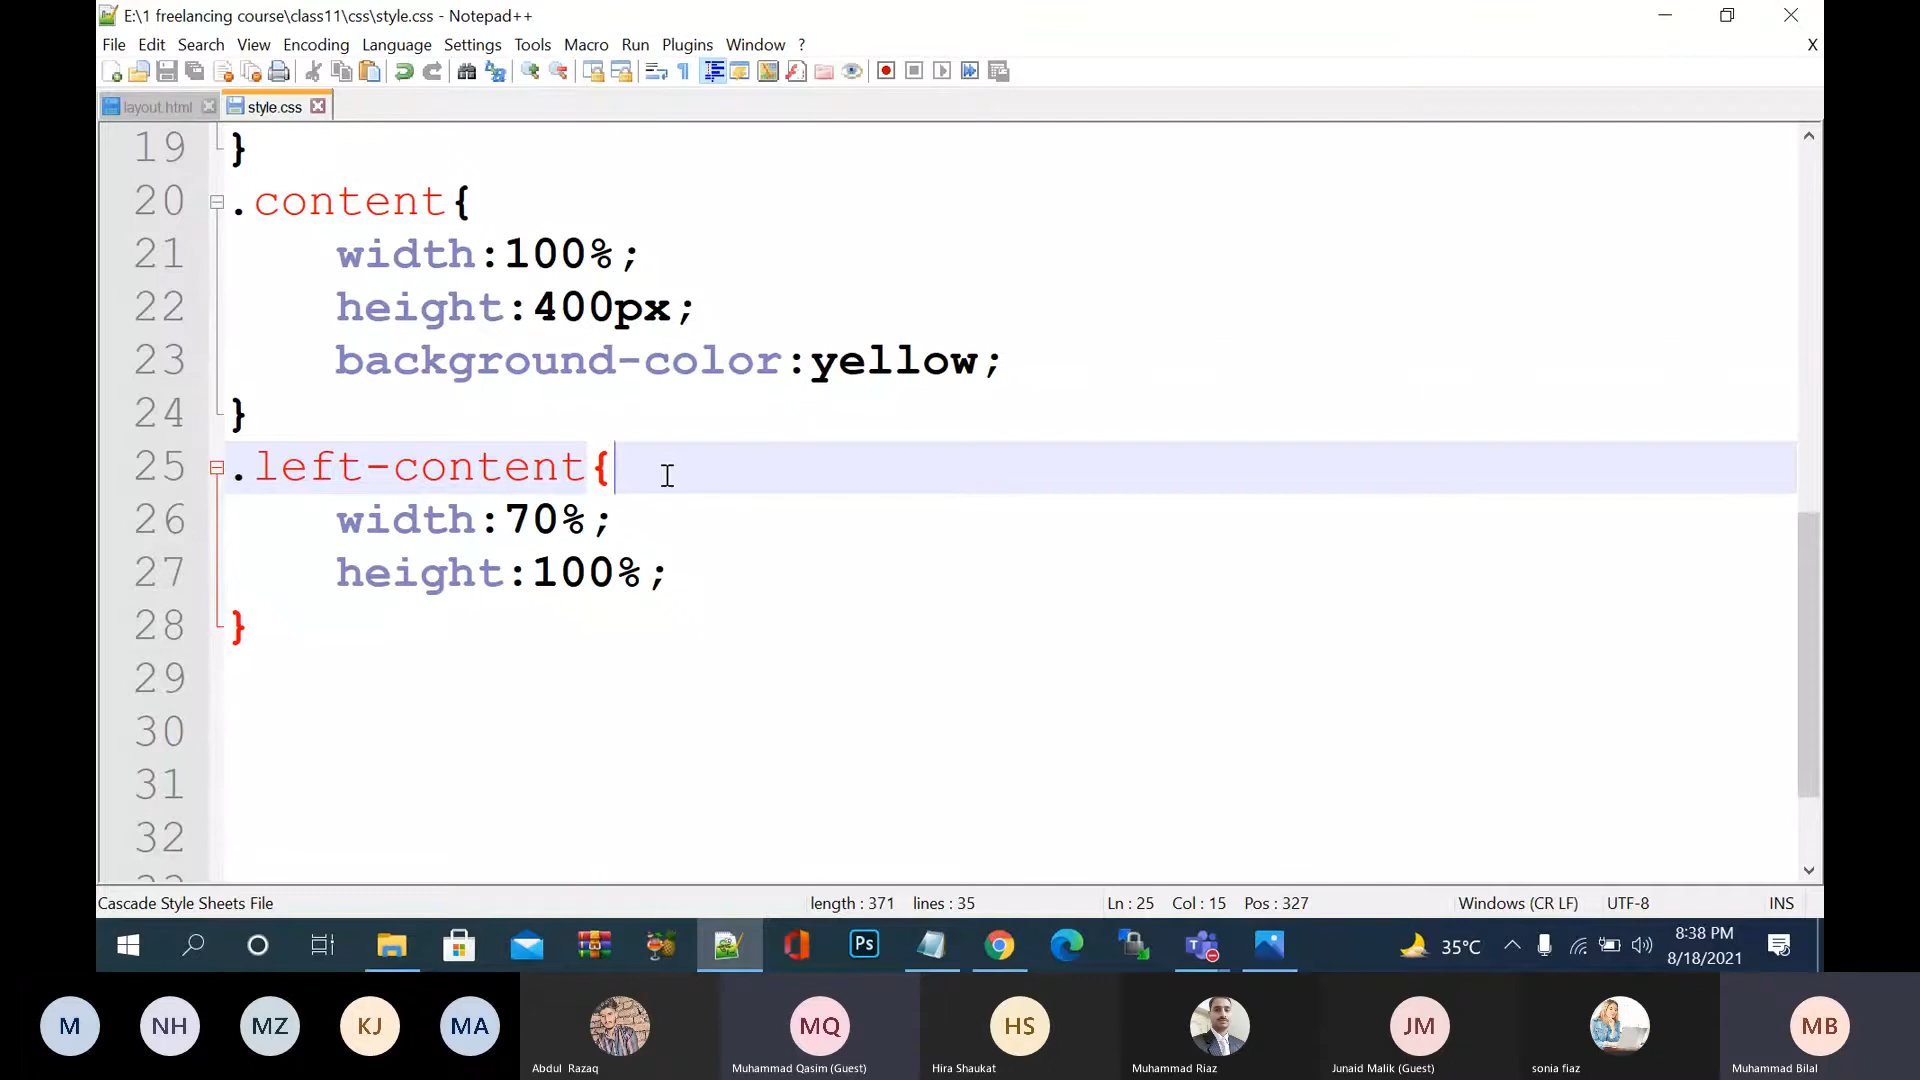 E:\1 freelancing course\class11\css\style.css - Notepad++
File Edit Search View Encoding Language Settings Tools Macro Run Plugins Window ? X
layout.html style.css
19 }
20 .content{
21 width:100%;
22 height:400px;
23 background-color:yellow;
24 }
25 .left-content{
26 width:70%;
27 height:100%;
28 }
29
30
31
32
Cascade Style Sheets File length : 371 lines : 35 Ln : 25 Col : 15 Pos : 327 Windows (CR LF) UTF-8 INS
Ps 35°C 8:38 PM
8/18/2021
M NH MZ KJ MA MQ HS JM MB
Abdul Razaq Muhammad Qasim (Guest) Hira Shaukat Muhammad Riaz Junaid Malik (Guest) sonia fiaz Muhammad Bilal